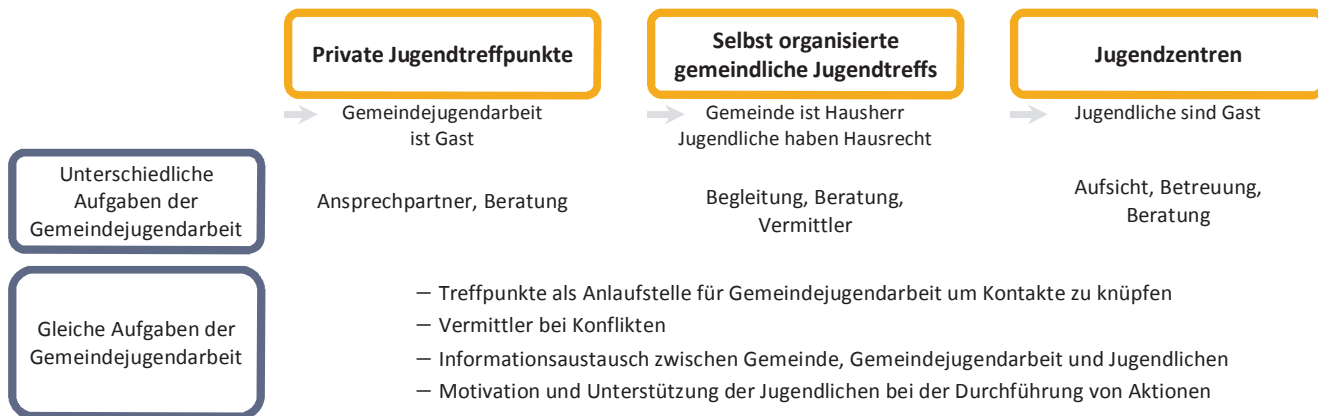 Private Jugendtreffpunkte
Selbst organisierte
gemeindliche Jugendtreffs
Jugendzentren
Gemeindejugendarbeit
ist Gast
Gemeinde ist Hausherr
Jugendliche haben Hausrecht
Jugendliche sind Gast
Unterschiedliche
Aufgaben der
Gemeindejugendarbeit
Ansprechpartner, Beratung
Begleitung, Beratung,
Vermittler
Aufsicht, Betreuung,
Beratung
Gleiche Aufgaben der
Gemeindejugendarbeit
– Treffpunkte als Anlaufstelle für Gemeindejugendarbeit um Kontakte zu knüpfen
– Vermittler bei Konflikten
– Informationsaustausch zwischen Gemeinde, Gemeindejugendarbeit und Jugendlichen
– Motivation und Unterstützung der Jugendlichen bei der Durchführung von Aktionen